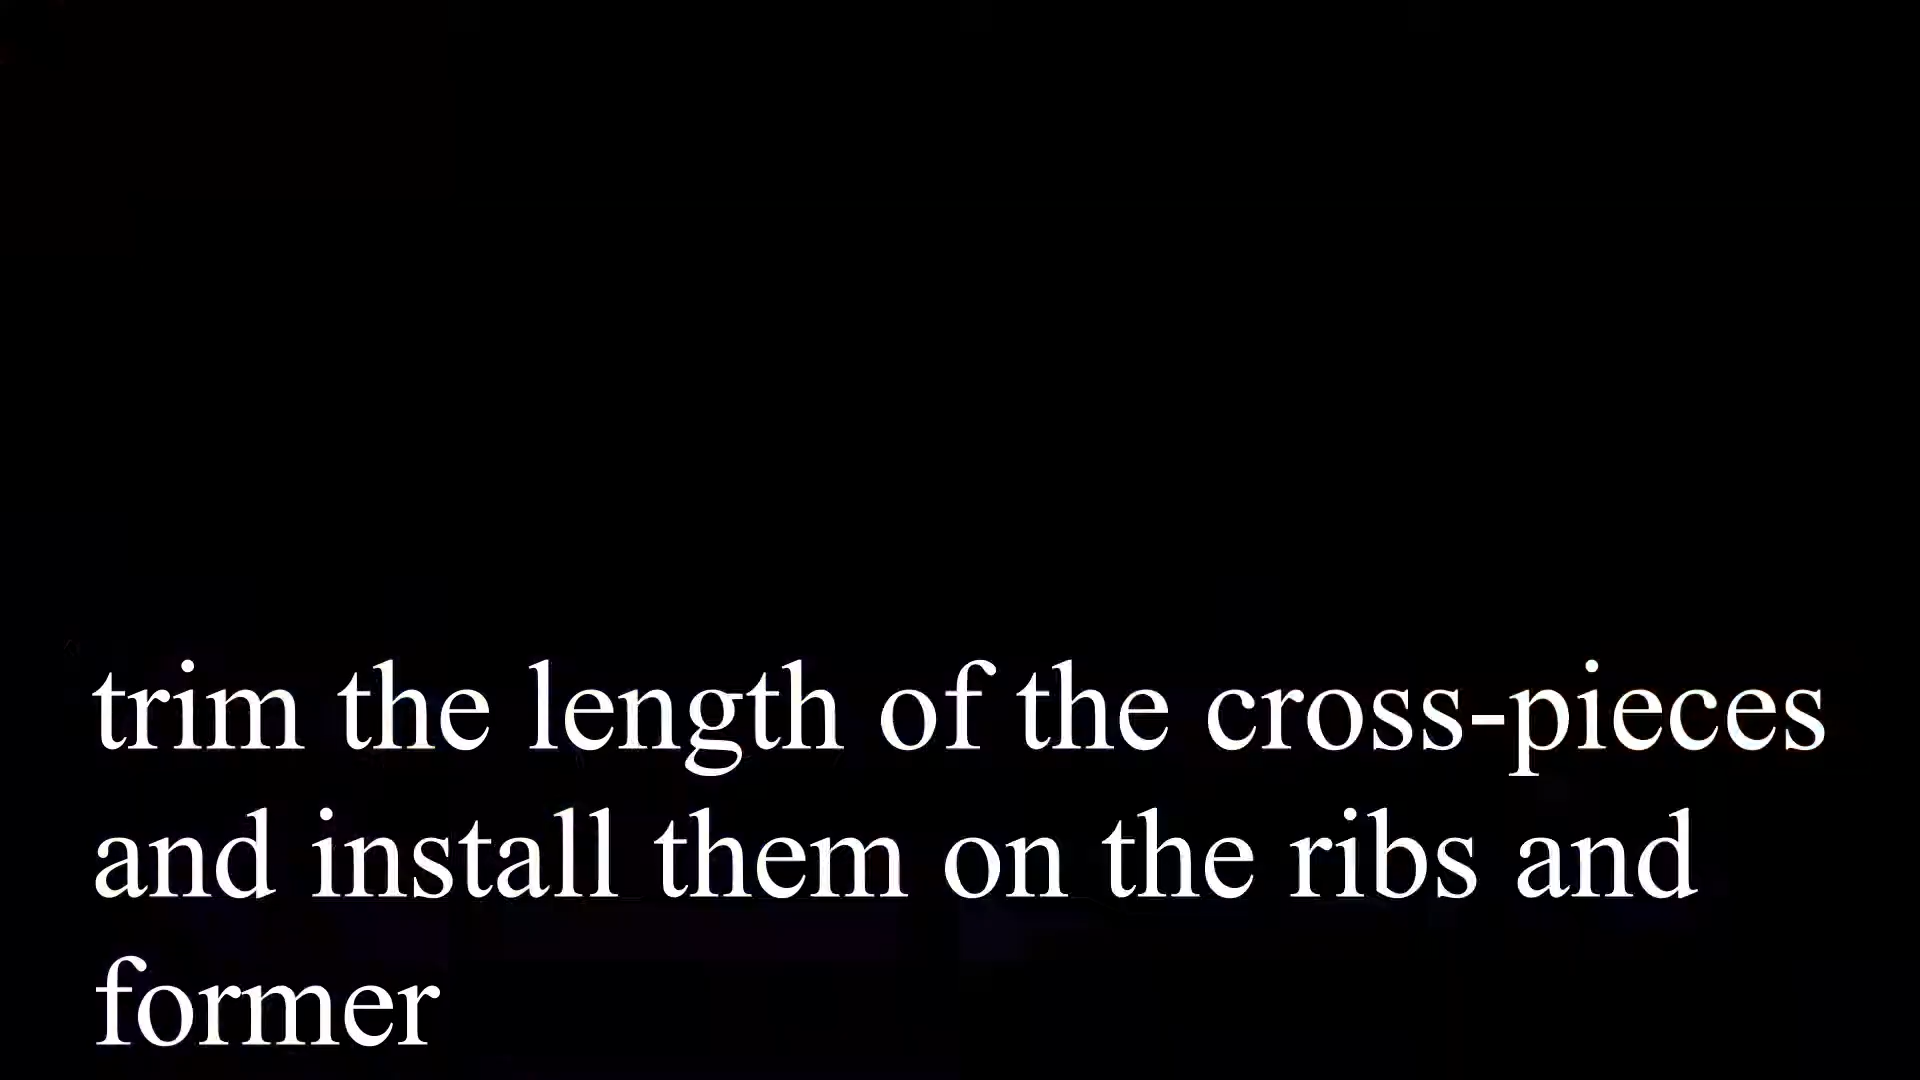 trim the length of the cross-pieces
and install them on the ribs and
former